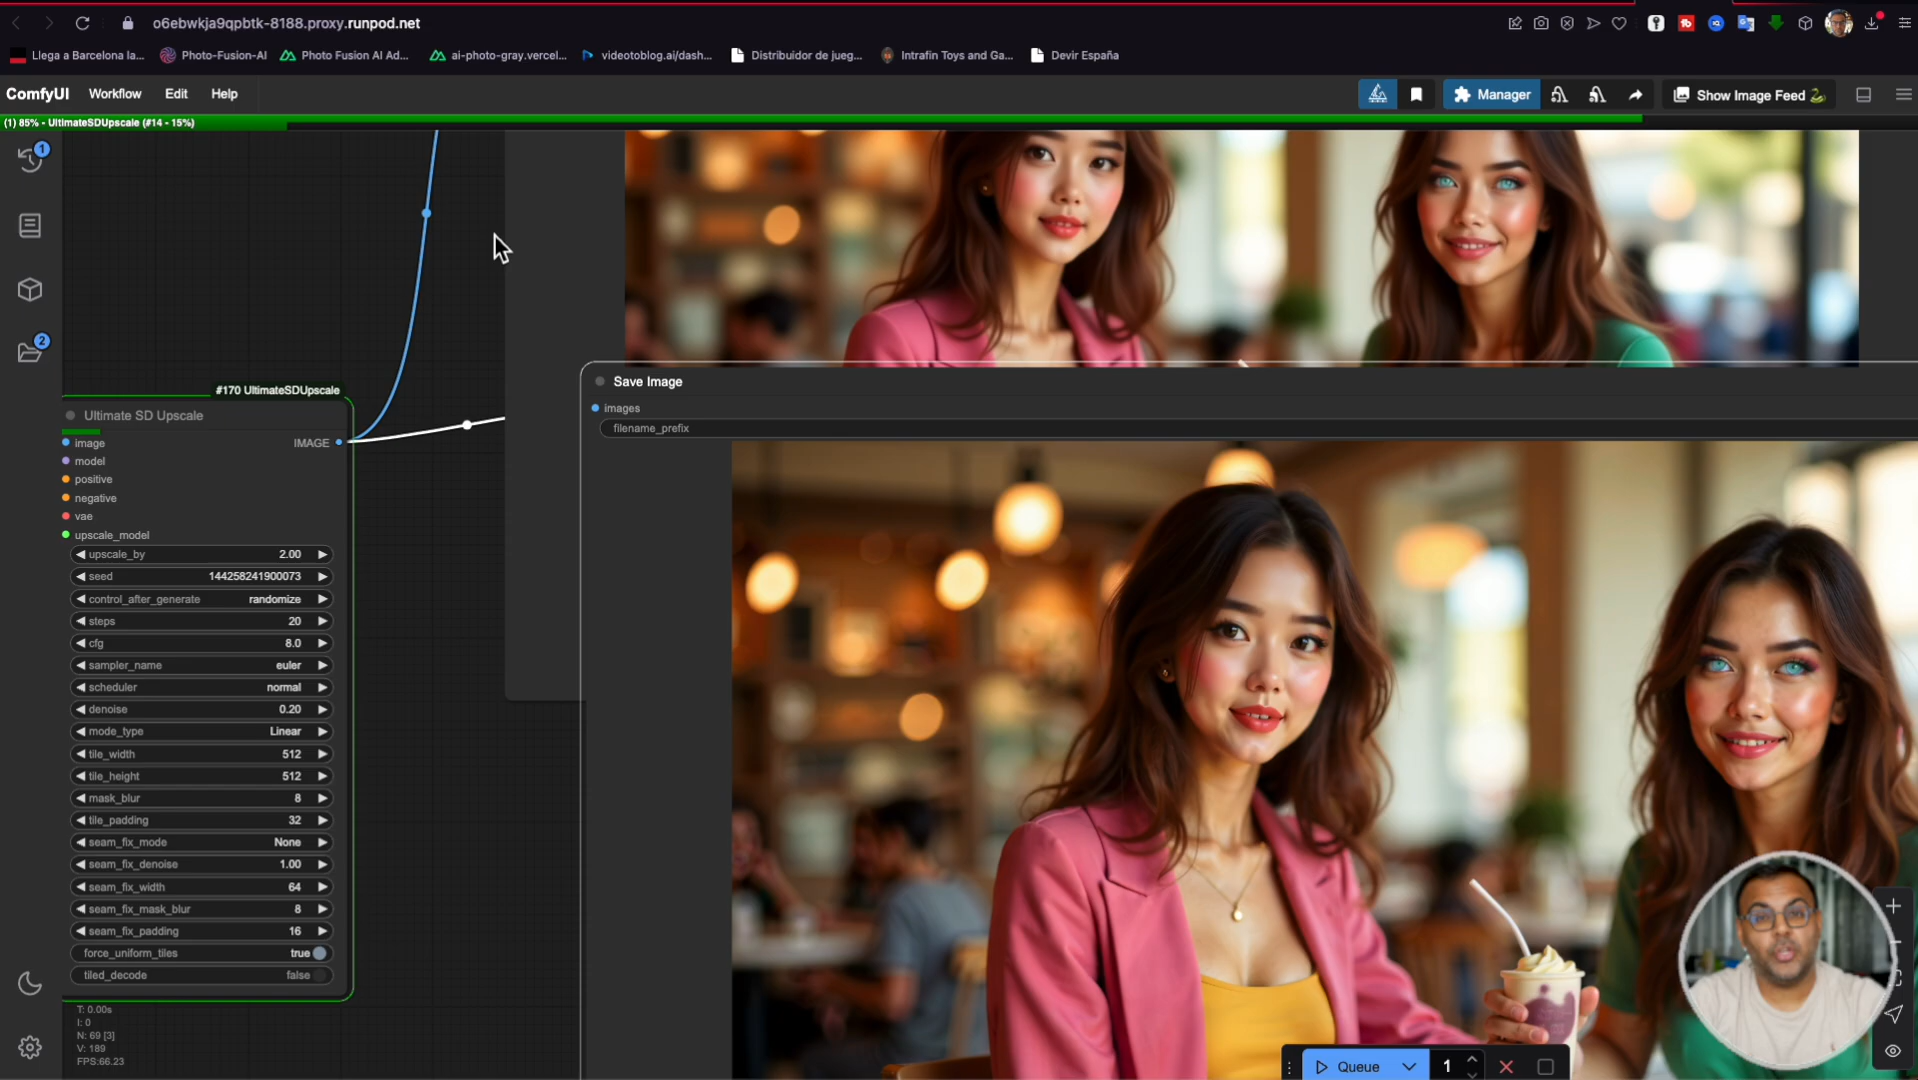 o6ebwkja9qpbtk-8188.proxy.runpod.net
Llega a Barcelona la...
Photo-Fusion-AI
Photo Fusion AI Ad...
ai-photo-gray.vercel...
videotoblog.ai/dash...
Distribuidor de jueg...
Intrafin Toys and Ga...
Devir España
ComfyUI
Workflow
Edit
Help
Manager
Show Image Feed
(1) 85% - UltimateSDUpscale (#14 - 15%)
1
2
#170 UltimateSDUpscale
Ultimate SD Upscale
image
IMAGE
model
positive
negative
vae
upscale_model
upscale_by 2.00
seed 144258241900073
control_after_generate randomize
steps 20
cfg 8.0
sampler_name euler
scheduler normal
denoise 0.20
mode_type Linear
tile_width 512
tile_height 512
mask_blur 8
tile_padding 32
seam_fix_mode None
seam_fix_denoise 1.00
seam_fix_width 64
seam_fix_mask_blur 8
seam_fix_padding 16
force_uniform_tiles true
tiled_decode false
T: 0.00s
I: 0
N: 69 [3]
V: 189
FPS:66.23
Save Image
images
filename_prefix
Queue
1